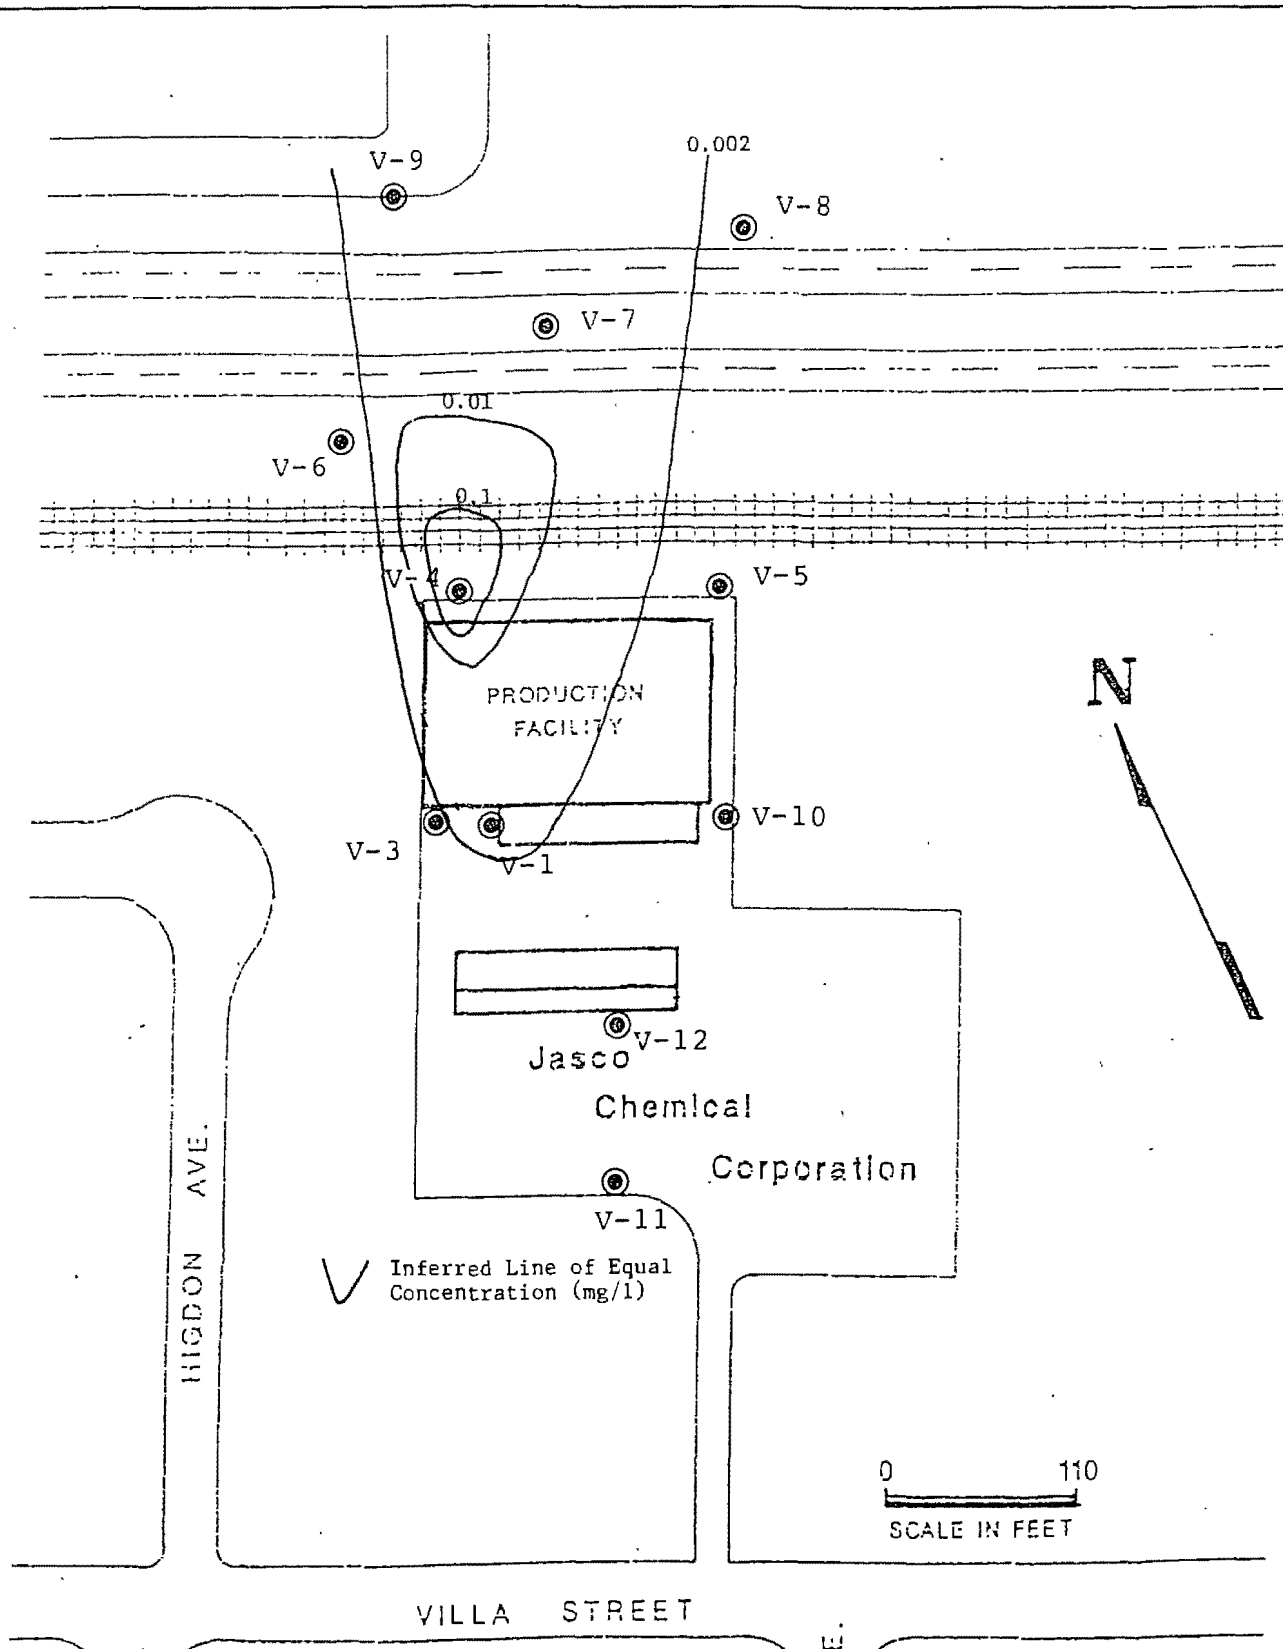 0.002
V-9
V-8
V-7
0.01
V-6
0.1
V-4
V-5
N
PRODUCTION
FACILITY
V-10
V-3
V-1
V-12
Jasco
Chemical
Corporation
V-11
HIGDON AVE.
Inferred Line of Equal
Concentration (mg/l)
0 110
SCALE IN FEET
VILLA STREET
E.